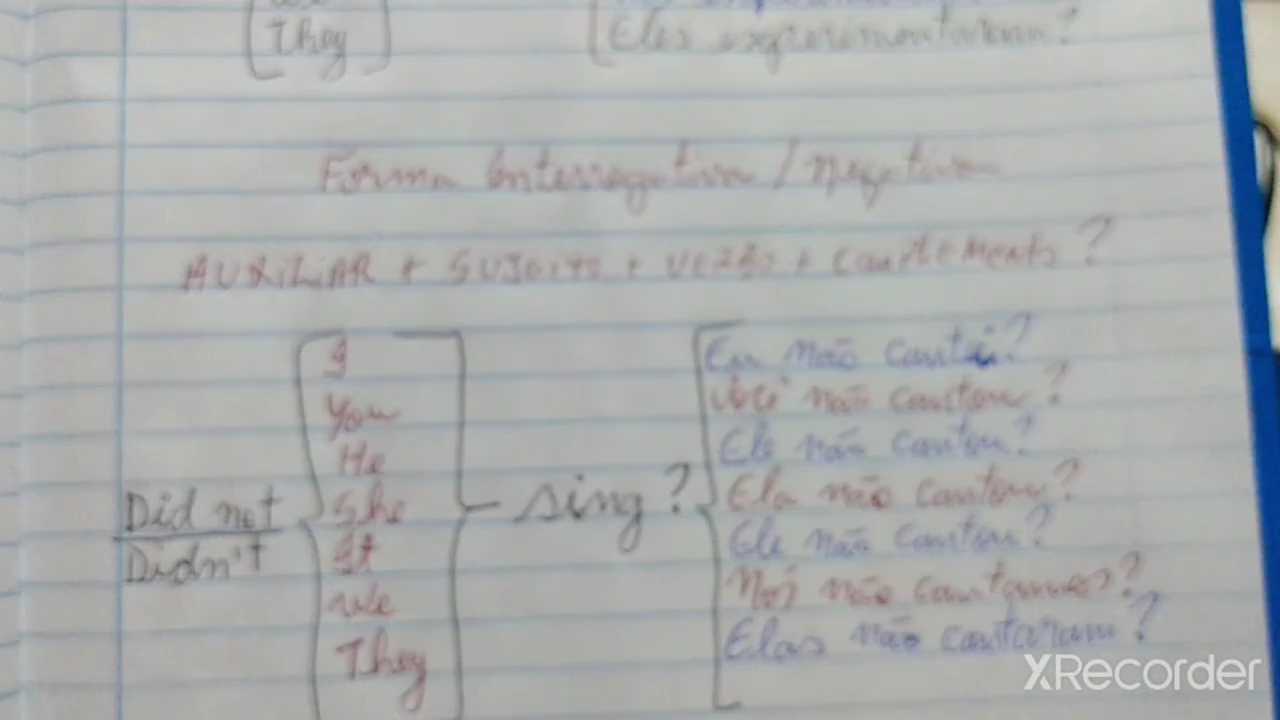 They
Eles experimentaram?
Forma Interrogativa / negativa
AUXILIAR + SUJEITO + VERBO + COMPLEMENTO?
I
You
He
She
It
We
They
Did not
Didn't
sing?
Eu não cantei?
Você não cantou?
Ele não cantou?
Ela não cantou?
Ele não cantou?
Nós não cantamos?
Elas não cantaram?
XRecorder